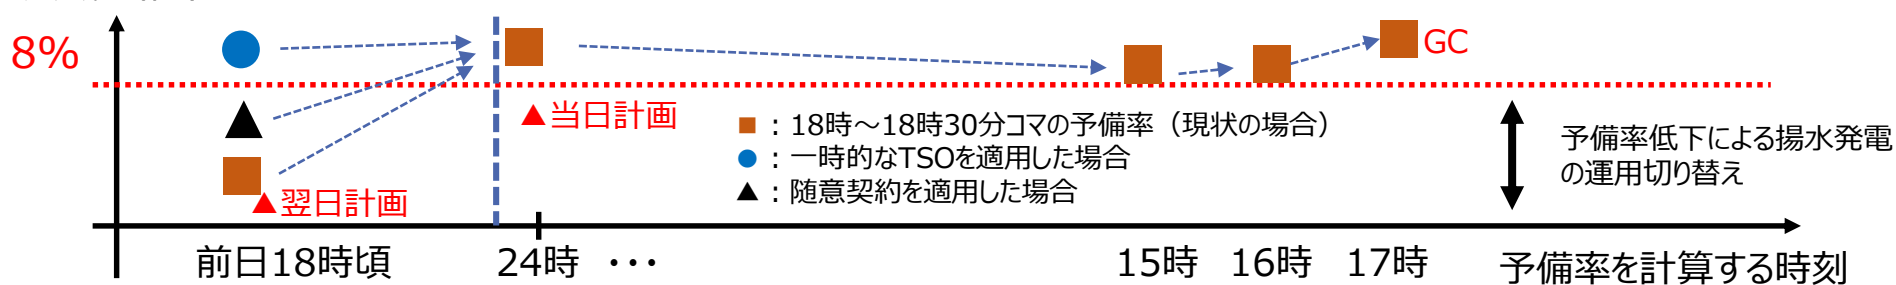 8%
GC
▲当日計画
■：18時～18時30分コマの予備率（現状の場合）
●：一時的なTSOを適用した場合
▲：随意契約を適用した場合
予備率低下による揚水発電
の運用切り替え
▲翌日計画
前日18時頃
24時 ・・・
15時 16時 17時
予備率を計算する時刻